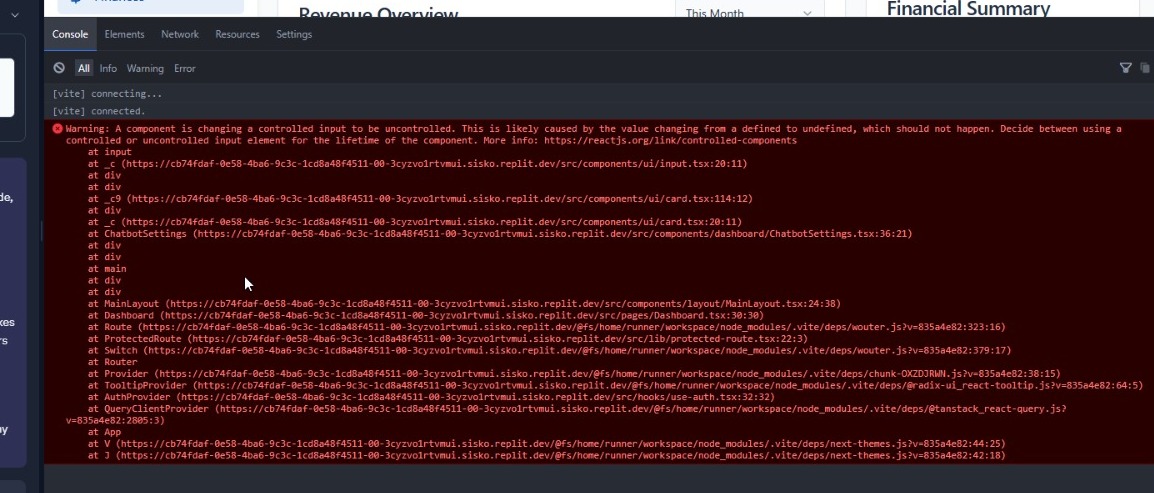 Finances
Revenue Overview
This Month
Financial Summary
Console Elements Network Resources Settings
All Info Warning Error
[vite] connecting...
[vite] connected.
Warning: A component is changing a controlled input to be uncontrolled. This is likely caused by the value changing from a defined to undefined, which should not happen. Decide between using a
controlled or uncontrolled input element for the lifetime of the component. More info: https://reactjs.org/link/controlled-components
at input
at _c (https://cb74fdaf-0e58-4ba6-9c3c-1cd8a48f4511-00-3cyzvo1rtvmui.sisko.replit.dev/src/components/ui/input.tsx:20:11)
at div
at div
at _c9 (https://cb74fdaf-0e58-4ba6-9c3c-1cd8a48f4511-00-3cyzvo1rtvmui.sisko.replit.dev/src/components/ui/card.tsx:114:12)
at div
at _c (https://cb74fdaf-0e58-4ba6-9c3c-1cd8a48f4511-00-3cyzvo1rtvmui.sisko.replit.dev/src/components/ui/card.tsx:20:11)
at ChatbotSettings (https://cb74fdaf-0e58-4ba6-9c3c-1cd8a48f4511-00-3cyzvo1rtvmui.sisko.replit.dev/src/components/dashboard/ChatbotSettings.tsx:36:21)
at div
at div
at main
at div
at div
at MainLayout (https://cb74fdaf-0e58-4ba6-9c3c-1cd8a48f4511-00-3cyzvo1rtvmui.sisko.replit.dev/src/components/layout/MainLayout.tsx:24:38)
at Dashboard (https://cb74fdaf-0e58-4ba6-9c3c-1cd8a48f4511-00-3cyzvo1rtvmui.sisko.replit.dev/src/pages/Dashboard.tsx:30:30)
at Route (https://cb74fdaf-0e58-4ba6-9c3c-1cd8a48f4511-00-3cyzvo1rtvmui.sisko.replit.dev/@fs/home/runner/workspace/node_modules/.vite/deps/wouter.js?v=835a4e82:323:16)
at ProtectedRoute (https://cb74fdaf-0e58-4ba6-9c3c-1cd8a48f4511-00-3cyzvo1rtvmui.sisko.replit.dev/src/lib/protected-route.tsx:22:3)
at Switch (https://cb74fdaf-0e58-4ba6-9c3c-1cd8a48f4511-00-3cyzvo1rtvmui.sisko.replit.dev/@fs/home/runner/workspace/node_modules/.vite/deps/wouter.js?v=835a4e82:379:17)
at Router
at Provider (https://cb74fdaf-0e58-4ba6-9c3c-1cd8a48f4511-00-3cyzvo1rtvmui.sisko.replit.dev/@fs/home/runner/workspace/node_modules/.vite/deps/chunk-OXZDJRWN.js?v=835a4e82:38:15)
at TooltipProvider (https://cb74fdaf-0e58-4ba6-9c3c-1cd8a48f4511-00-3cyzvo1rtvmui.sisko.replit.dev/@fs/home/runner/workspace/node_modules/.vite/deps/@radix-ui_react-tooltip.js?v=835a4e82:64:5)
at AuthProvider (https://cb74fdaf-0e58-4ba6-9c3c-1cd8a48f4511-00-3cyzvo1rtvmui.sisko.replit.dev/src/hooks/use-auth.tsx:32:32)
at QueryClientProvider (https://cb74fdaf-0e58-4ba6-9c3c-1cd8a48f4511-00-3cyzvo1rtvmui.sisko.replit.dev/@fs/home/runner/workspace/node_modules/.vite/deps/@tanstack_react-query.js?
v=835a4e82:2805:3)
at App
at V (https://cb74fdaf-0e58-4ba6-9c3c-1cd8a48f4511-00-3cyzvo1rtvmui.sisko.replit.dev/@fs/home/runner/workspace/node_modules/.vite/deps/next-themes.js?v=835a4e82:44:25)
at J (https://cb74fdaf-0e58-4ba6-9c3c-1cd8a48f4511-00-3cyzvo1rtvmui.sisko.replit.dev/@fs/home/runner/workspace/node_modules/.vite/deps/next-themes.js?v=835a4e82:42:18)